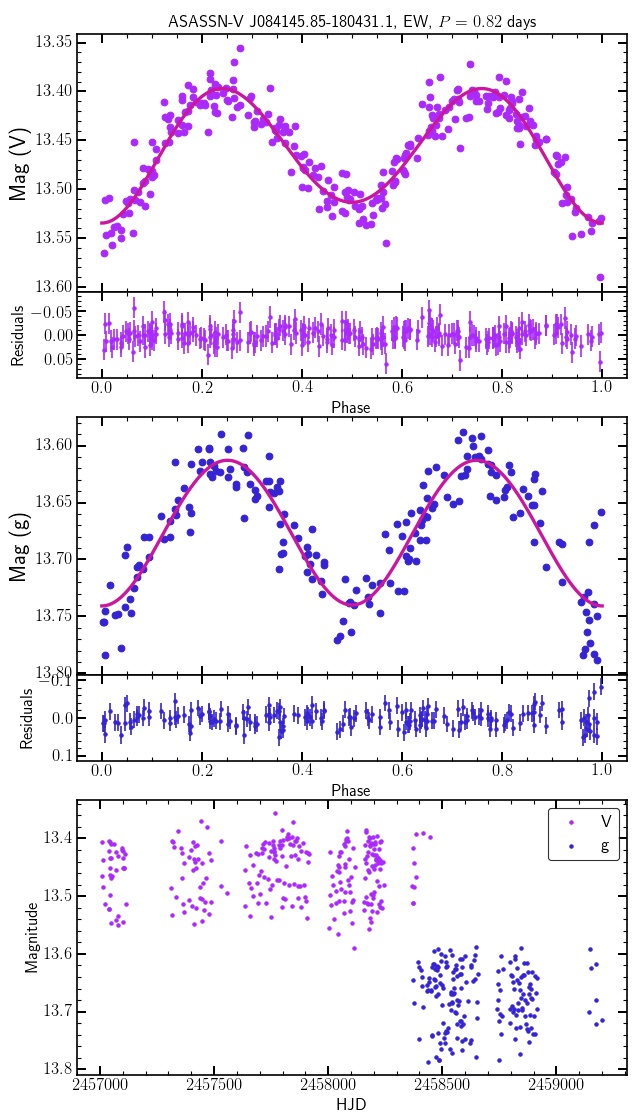 ASASSN-V J084145.85-180431.1, EW, P = 0.82 days
13.35
13.40
13.45
13.50
13.55
13.60
Mag (V)
−0.05
0.00
0.05
Residuals
0.0 0.2 0.4 0.6 0.8 1.0
Phase
13.60
13.65
13.70
13.75
13.80
Mag (g)
−0.1
0.0
0.1
Residuals
0.0 0.2 0.4 0.6 0.8 1.0
Phase
V
g
13.4
13.5
13.6
13.7
13.8
Magnitude
2457000 2457500 2458000 2458500 2459000
HJD